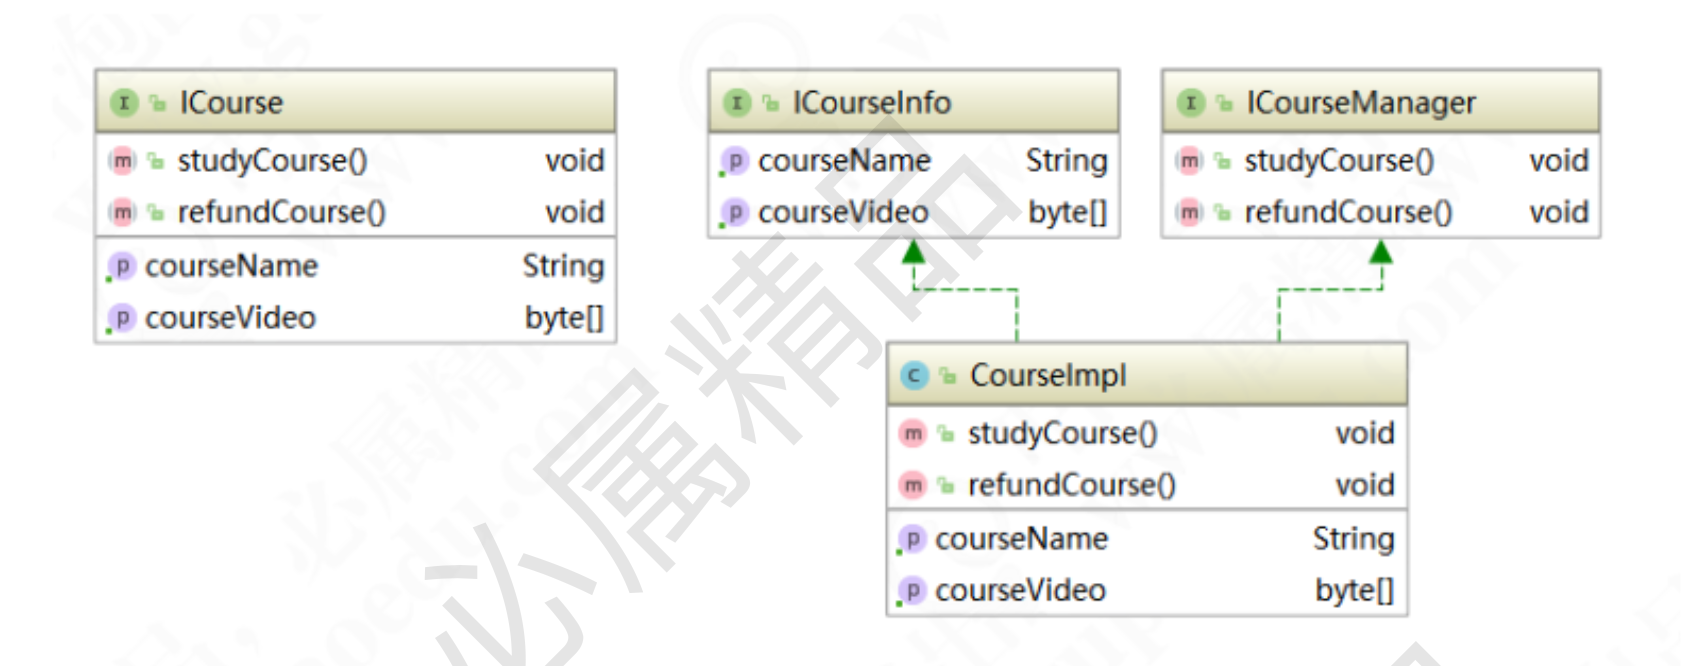 I ICourse
m studyCourse() void
m refundCourse() void
p courseName String
p courseVideo byte[]
I ICourseInfo
p courseName String
p courseVideo byte[]
I ICourseManager
m studyCourse() void
m refundCourse() void
C CourseImpl
m studyCourse() void
m refundCourse() void
p courseName String
p courseVideo byte[]
必属精品